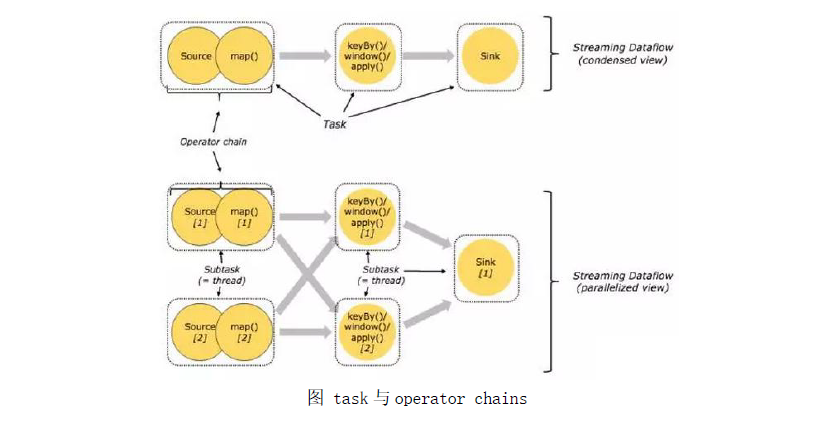 Source
map()
keyBy()/
window()/
apply()
Sink
Streaming Dataflow
(condensed view)
Task
Operator chain
Source
[1]
map()
[1]
keyBy()/
window()/
apply()
[1]
Subtask
(= thread)
Subtask
(= thread)
Sink
[1]
Streaming Dataflow
(parallelized view)
Source
[2]
map()
[2]
keyBy()/
window()/
apply()
[2]
图 task与operator chains